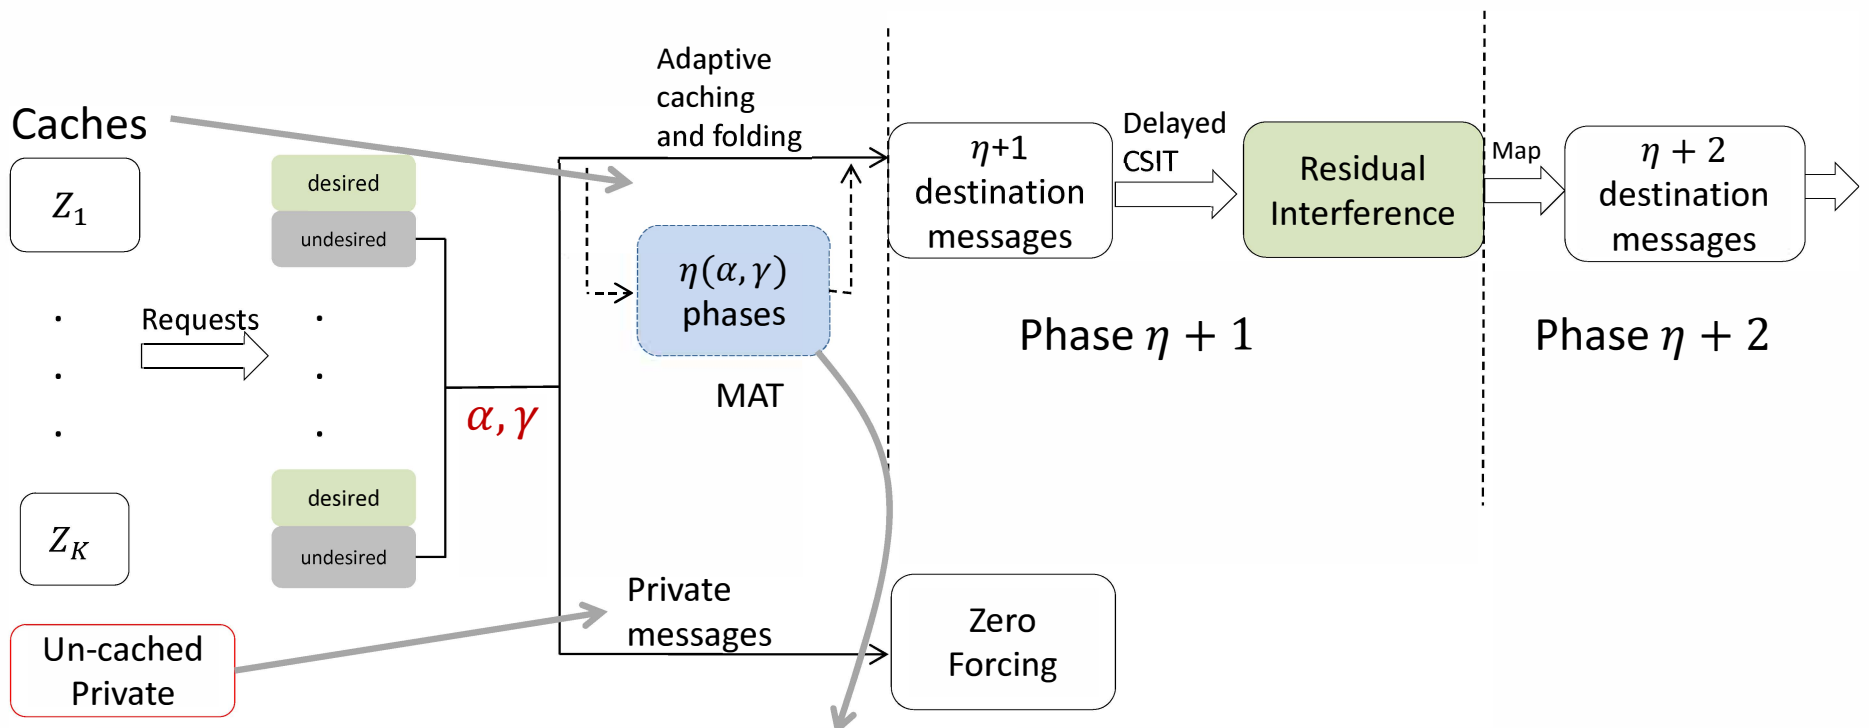 Caches
Z₁
.
.
.
Z_K
Un-cached
Private
Requests
desired
undesired
.
.
.
desired
undesired
α, γ
Adaptive
caching
and folding
η(α, γ)
phases
MAT
Private
messages
η+1
destination
messages
Delayed
CSIT
Residual
Interference
Map
η + 2
destination
messages
Phase η + 1
Phase η + 2
Zero
Forcing